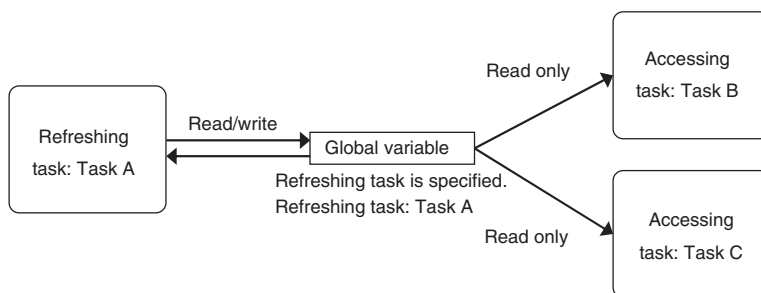 Refreshing
task: Task A
Read/write
Global variable
Refreshing task is specified.
Refreshing task: Task A
Read only
Accessing
task: Task B
Read only
Accessing
task: Task C